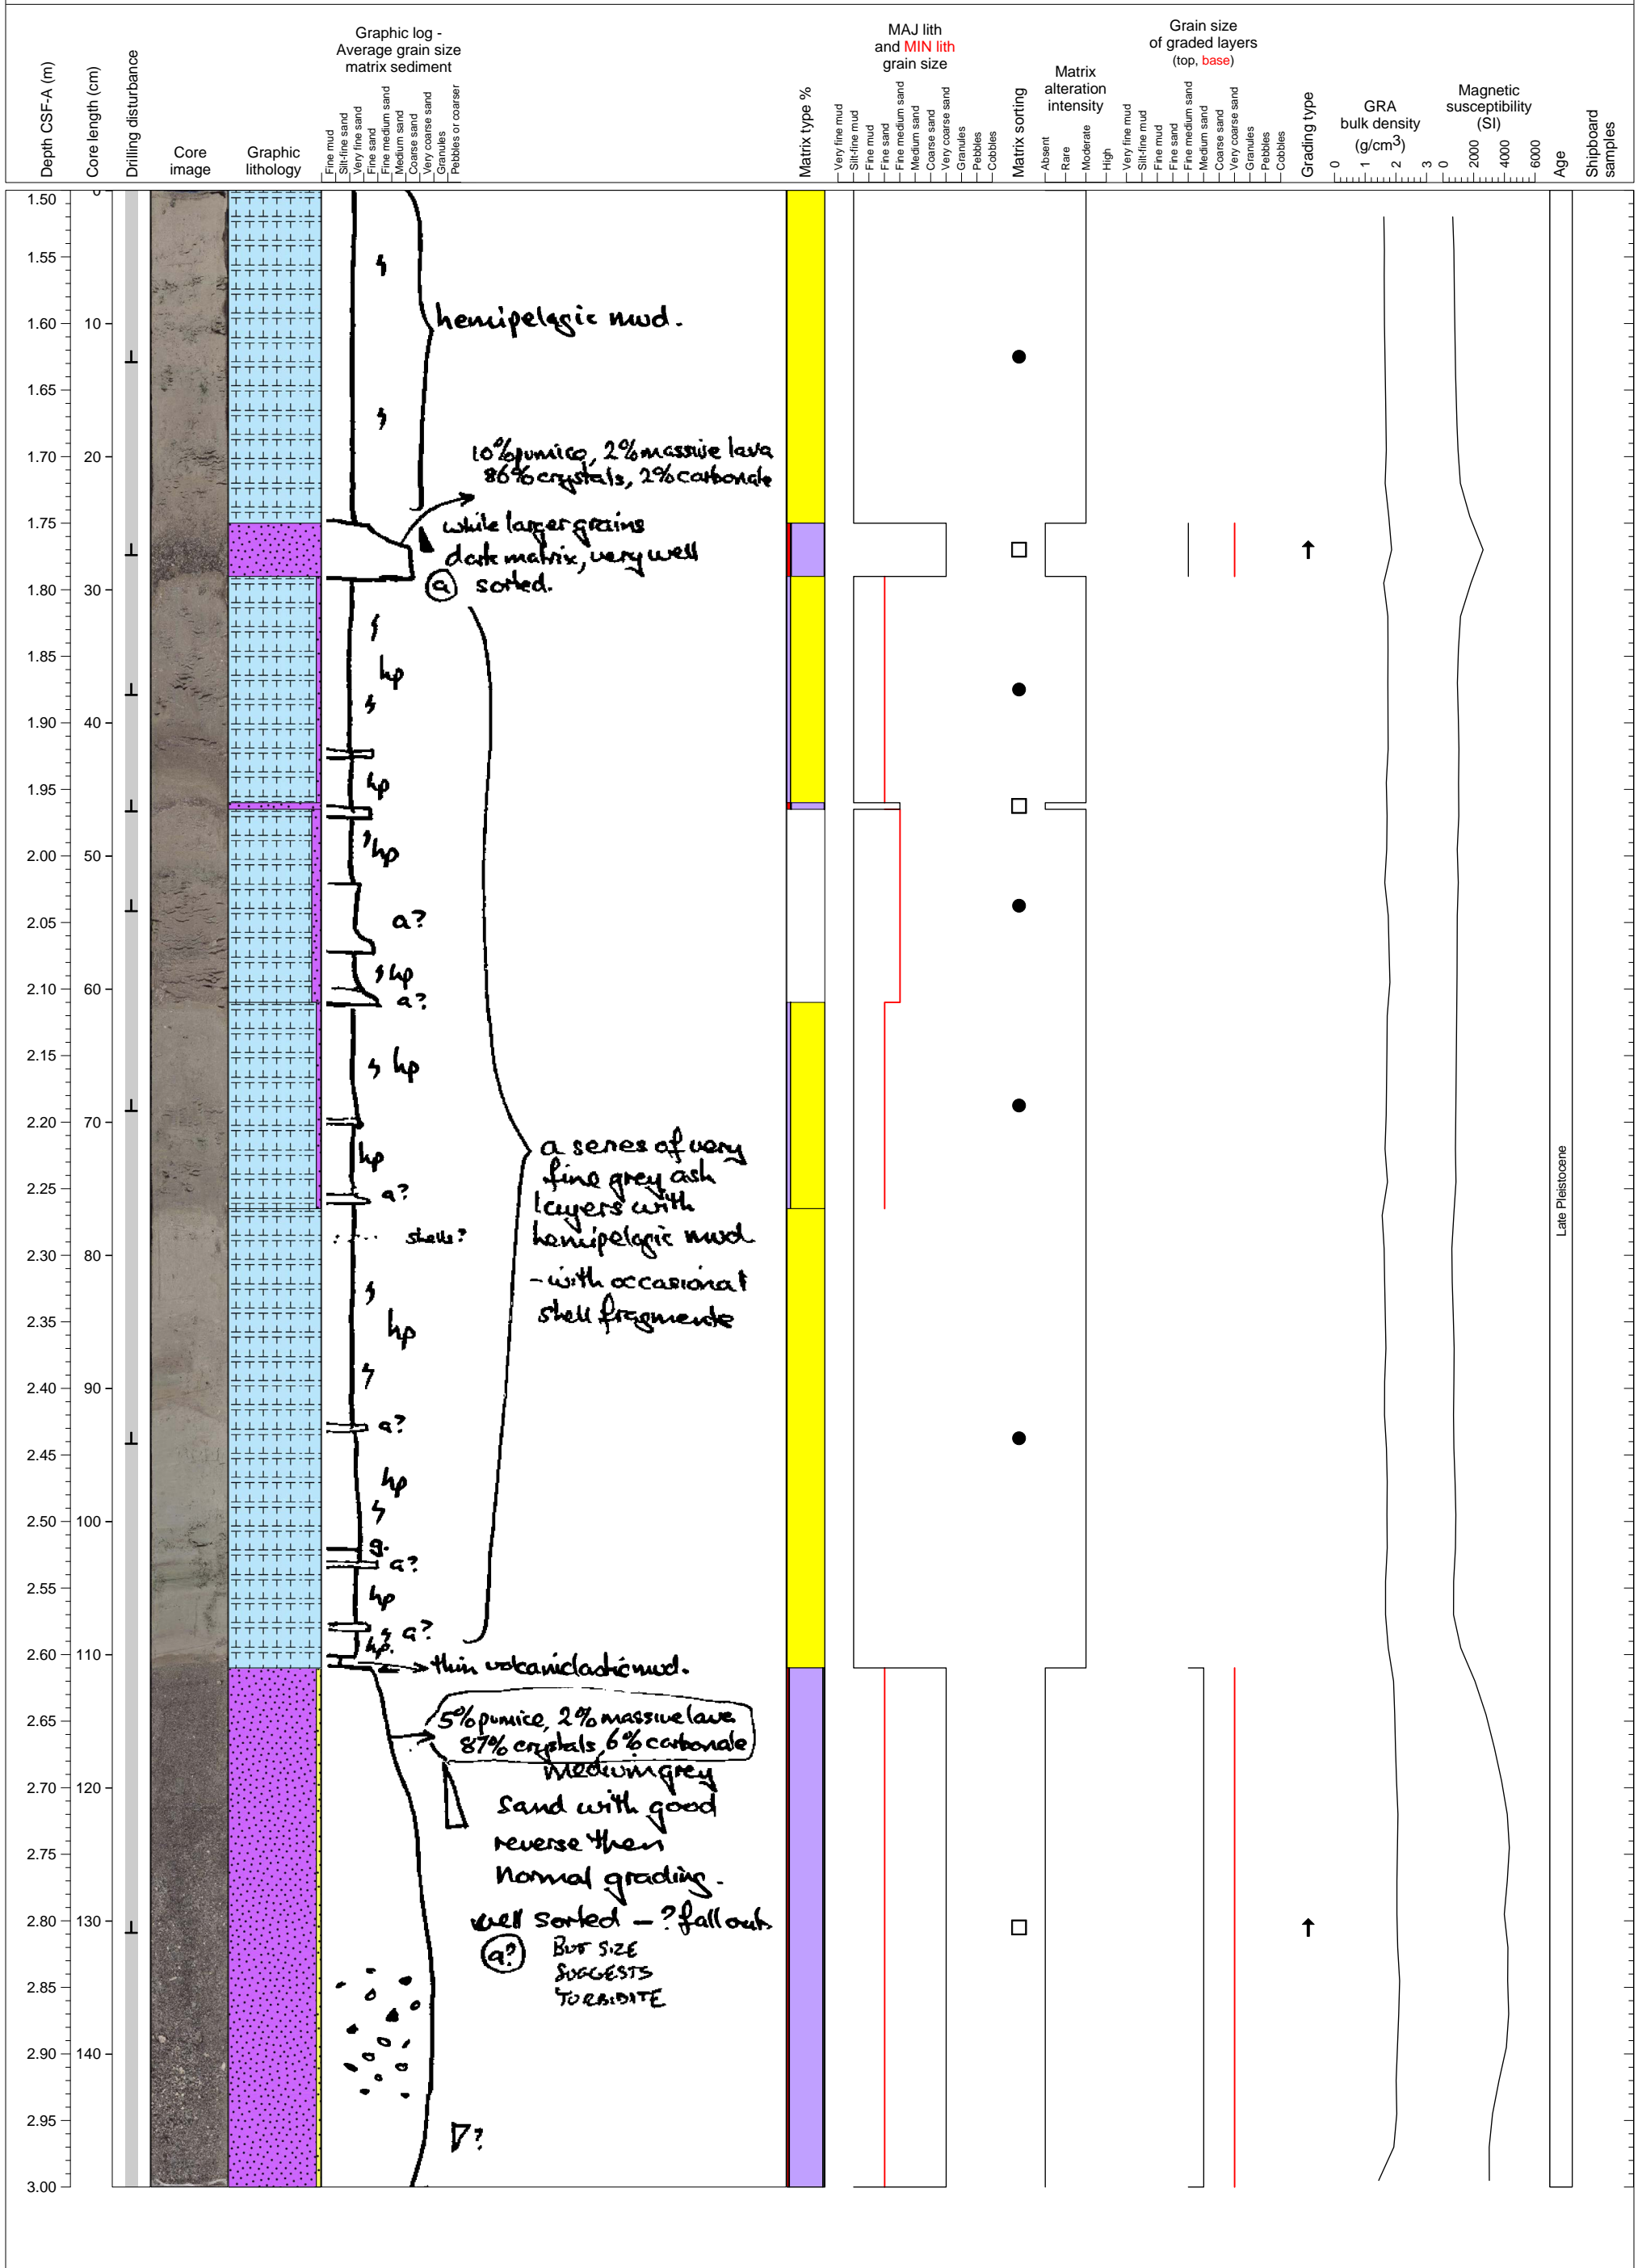 Depth CSF-A (m)
Core length (cm)
Drilling disturbance
Core
image
Graphic
lithology
Graphic log -
Average grain size
matrix sediment
Fine mud
Silt-fine sand
Very fine sand
Fine sand
Fine medium sand
Medium sand
Coarse sand
Very coarse sand
Granules
Pebbles or coarser
Matrix type %
MAJ lith
and MIN lith
grain size
Very fine mud
Silt-fine mud
Fine mud
Fine sand
Fine medium sand
Medium sand
Coarse sand
Very coarse sand
Granules
Pebbles
Cobbles
Matrix sorting
Matrix
alteration
intensity
Absent
Rare
Moderate
High
Grain size
of graded layers
(top, base)
Very fine mud
Silt-fine mud
Fine mud
Fine sand
Fine medium sand
Medium sand
Coarse sand
Very coarse sand
Granules
Pebbles
Cobbles
Grading type
GRA
bulk density
(g/cm3)
0 1 2 3
Magnetic
susceptibility
(SI)
0 2000 4000 6000
Age
Shipboard
samples
1.50 0
1.55
1.60 10
hemipelagic mud.
1.65
1.70 20
10% pumice, 2% massive lava
86% crystals, 2% carbonate
1.75
while larger grains
dark matrix, very well
a sorted.
1.80 30
1.85
hp
1.90 40
1.95
hp
2.00 50
hp
2.05
a?
hp
2.10 60
a?
2.15
hp
2.20 70
hp
2.25
a?
shells?
a series of very
fine grey ash
layers with
hemipelagic mud
- with occasional
shell fragments
Late Pleistocene
2.30 80
2.35
hp
2.40 90
a?
2.45
hp
2.50 100
g.
a?
2.55
hp
a?
hp.
2.60 110
thin volcaniclastic mud.
2.65
5% pumice, 2% massive lava
87% crystals, 6% carbonate
2.70 120
medium grey
sand with good
reverse then
2.75
normal grading.
2.80 130
well sorted - ? fallout
a?
BUT SIZE
SUGGESTS
TURBIDITE
2.85
2.90 140
2.95
?
3.00